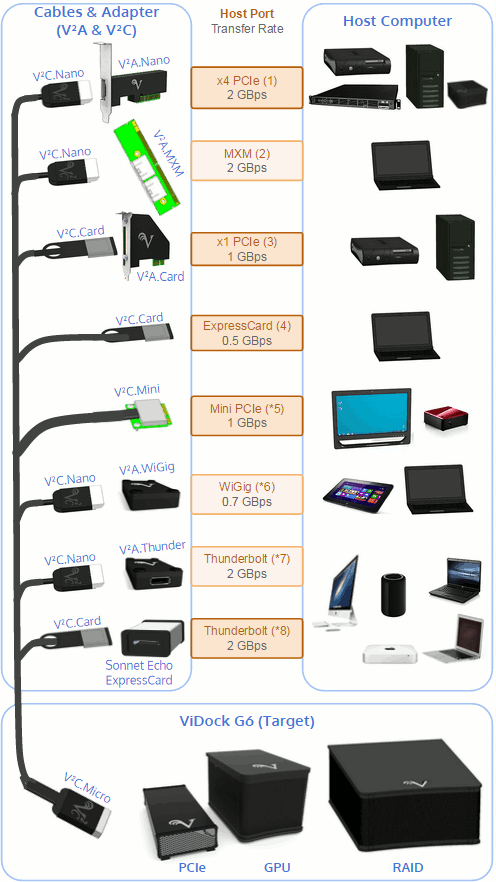 Cables & Adapter
(V²A & V²C)
Host Port
Transfer Rate
Host Computer
V²C.Nano
V²A.Nano
x4 PCIe (1)
2 GBps
V²C.Nano
V²A.MXM
MXM (2)
2 GBps
V²C.Card
V²A.Card
x1 PCIe (3)
1 GBps
V²C.Card
ExpressCard (4)
0.5 GBps
V²C.Mini
Mini PCIe (*5)
1 GBps
V²C.Nano
V²A.WiGig
WiGig (*6)
0.7 GBps
V²C.Nano
V²A.Thunder
Thunderbolt (*7)
2 GBps
V²C.Card
Sonnet Echo
ExpressCard
Thunderbolt (*8)
2 GBps
ViDock G6 (Target)
V²C.Micro
PCIe
GPU
RAID